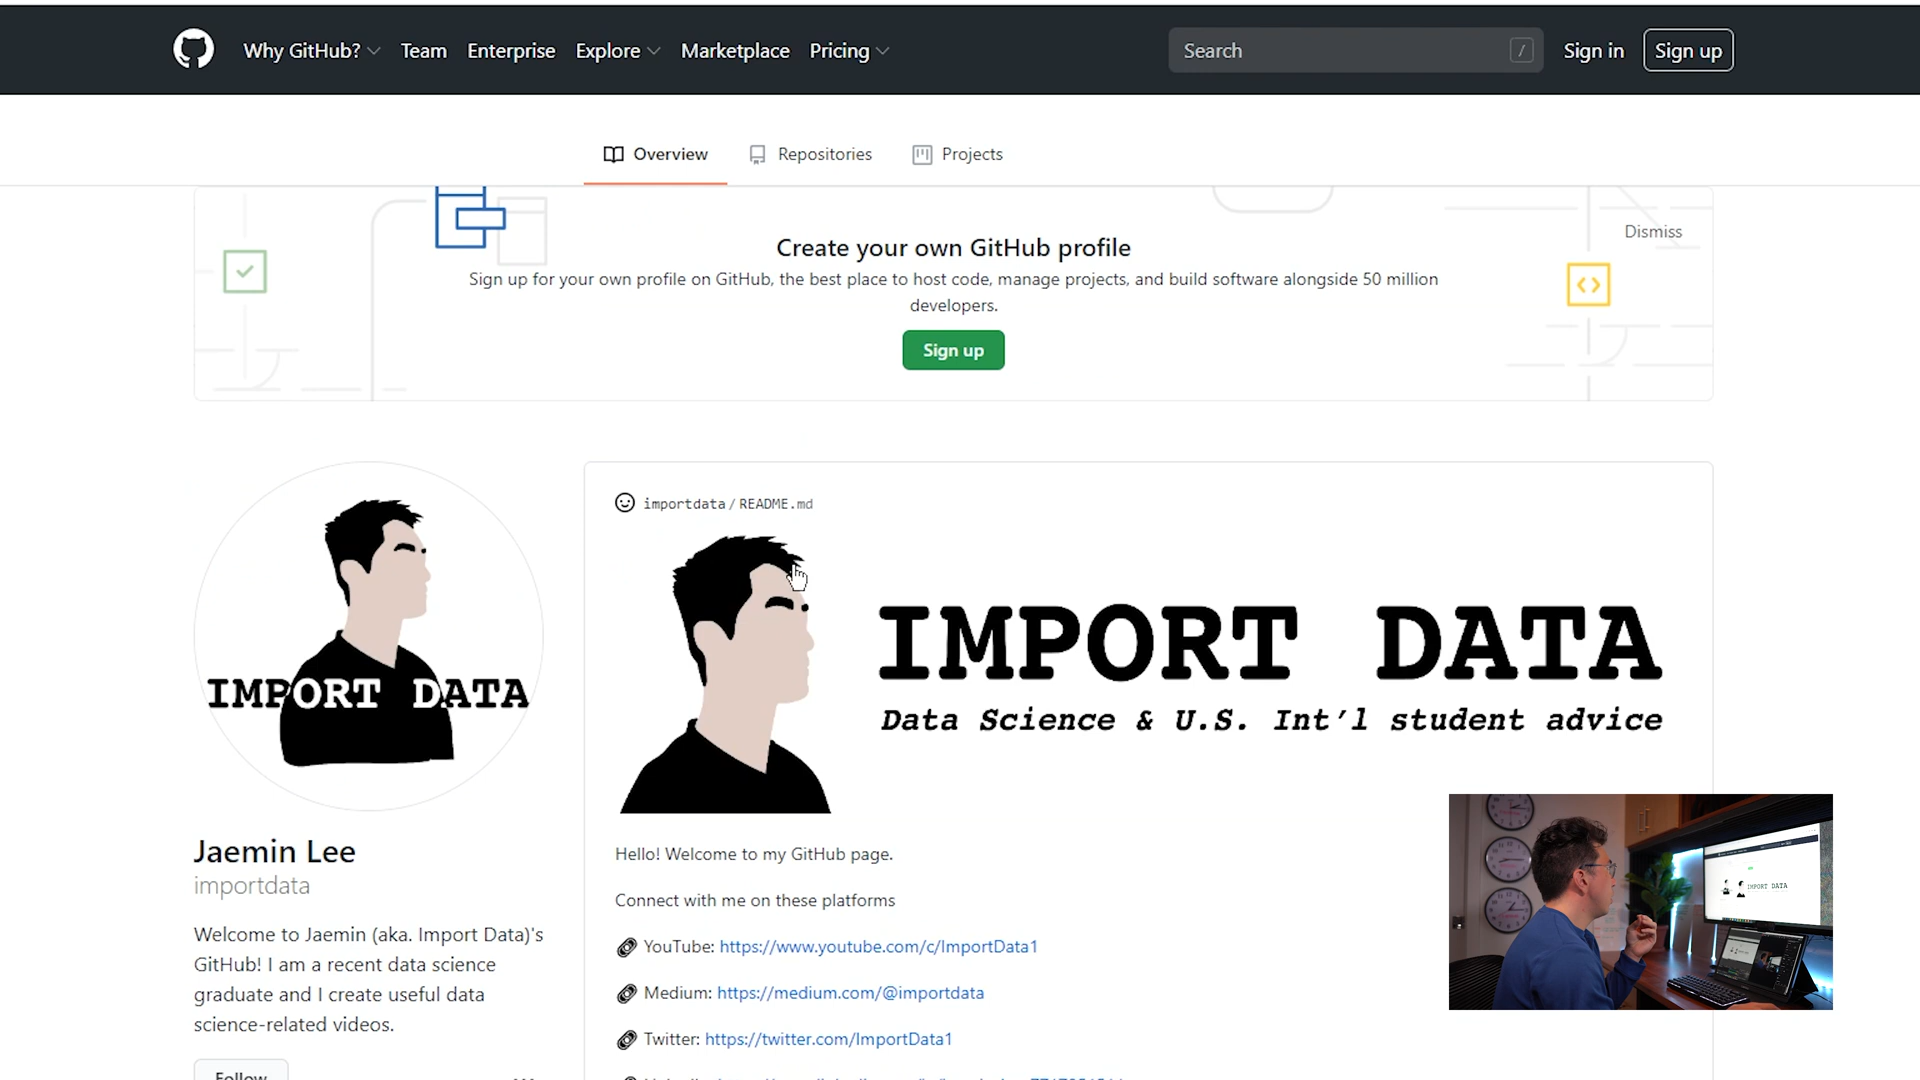 Why GitHub? Team Enterprise Explore Marketplace Pricing Search / Sign in Sign up
Overview Repositories Projects
Create your own GitHub profile
Dismiss
Sign up for your own profile on GitHub, the best place to host code, manage projects, and build software alongside 50 million
developers.
Sign up
IMPORT DATA
Jaemin Lee
importdata
Welcome to Jaemin (aka. Import Data)'s
GitHub! I am a recent data science
graduate and I create useful data
science-related videos.
Follow
importdata/README.md
IMPORT DATA
Data Science & U.S. Int'l student advice
Hello! Welcome to my GitHub page.
Connect with me on these platforms
YouTube: https://www.youtube.com/c/ImportData1
Medium: https://medium.com/@importdata
Twitter: https://twitter.com/ImportData1
IMPORT DATA